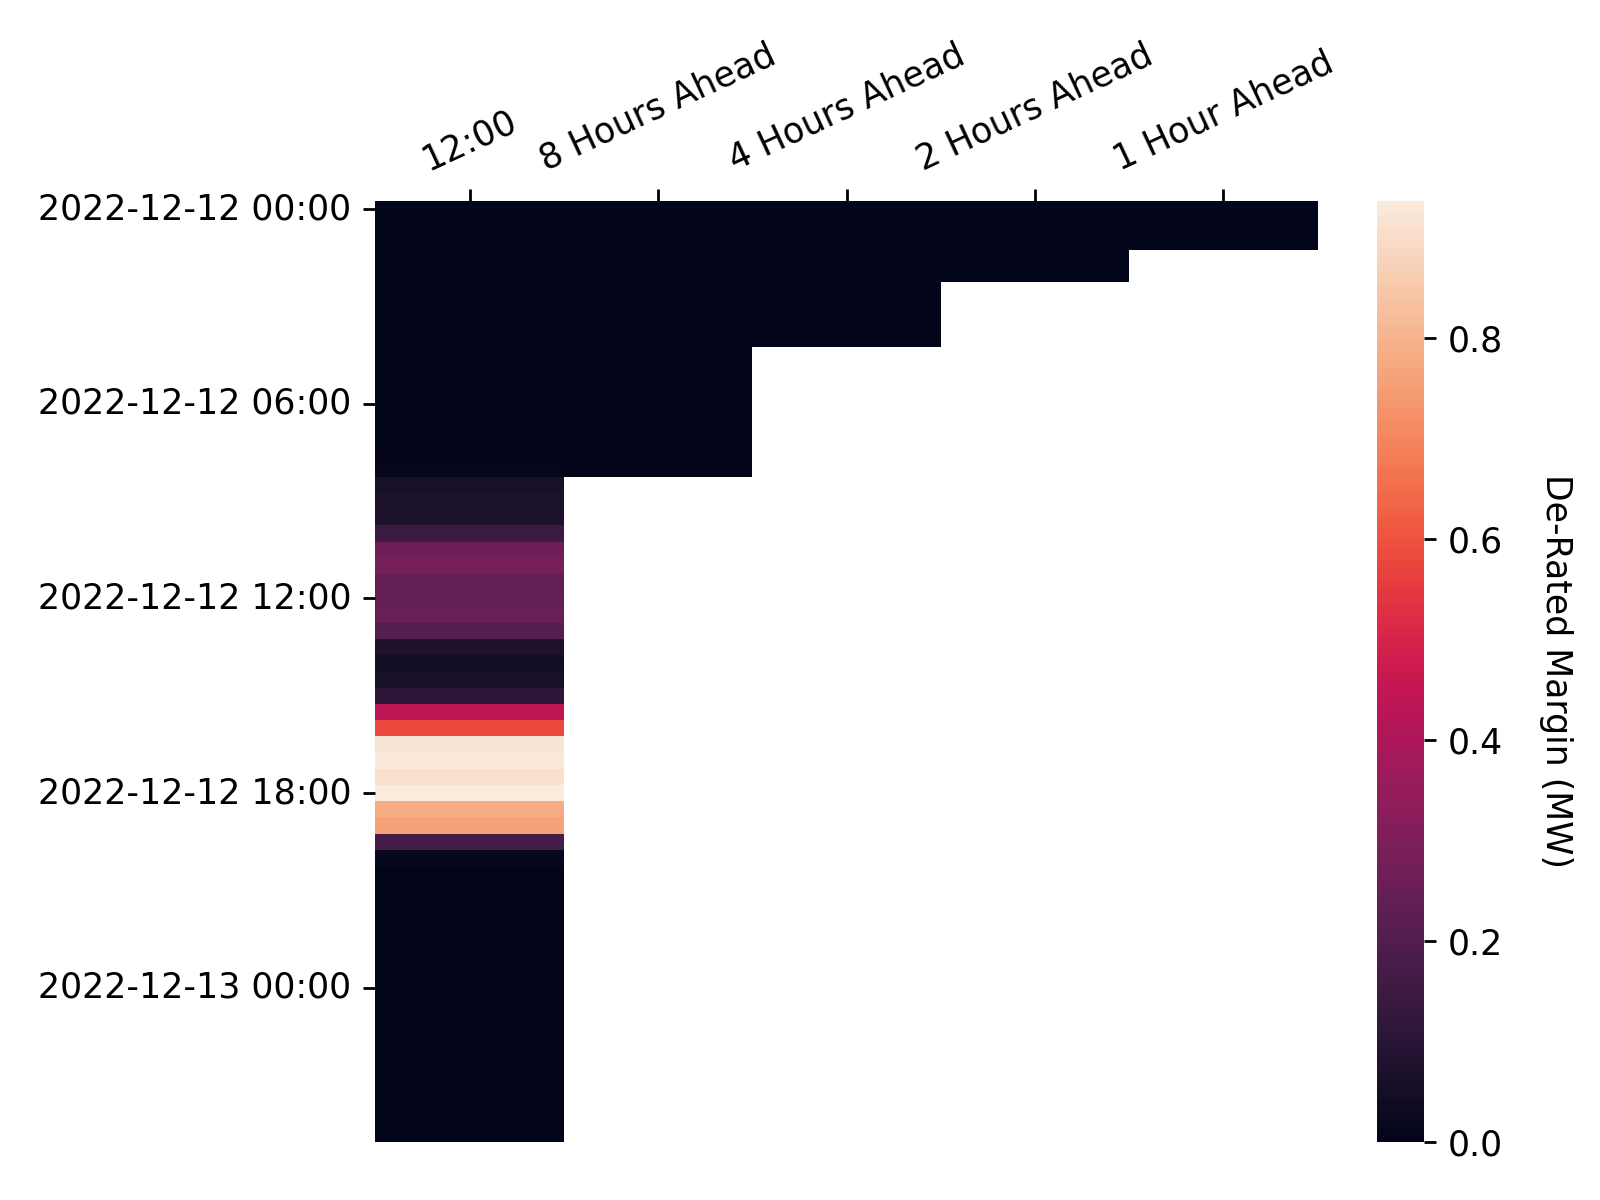 12:00
8 Hours Ahead
4 Hours Ahead
2 Hours Ahead
1 Hour Ahead
2022-12-12 00:00
2022-12-12 06:00
2022-12-12 12:00
2022-12-12 18:00
2022-12-13 00:00
0.8
0.6
0.4
0.2
0.0
De-Rated Margin (MW)